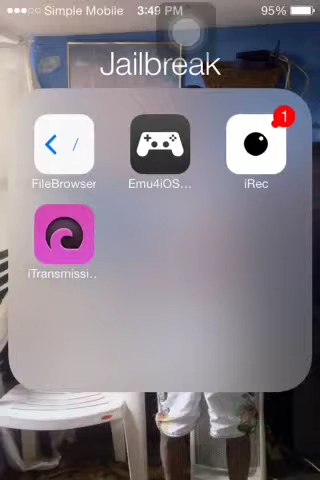 Simple Mobile 3:49 PM 95%
Jailbreak
1
FileBrowser Emu4iOS... iRec
iTransmissi..